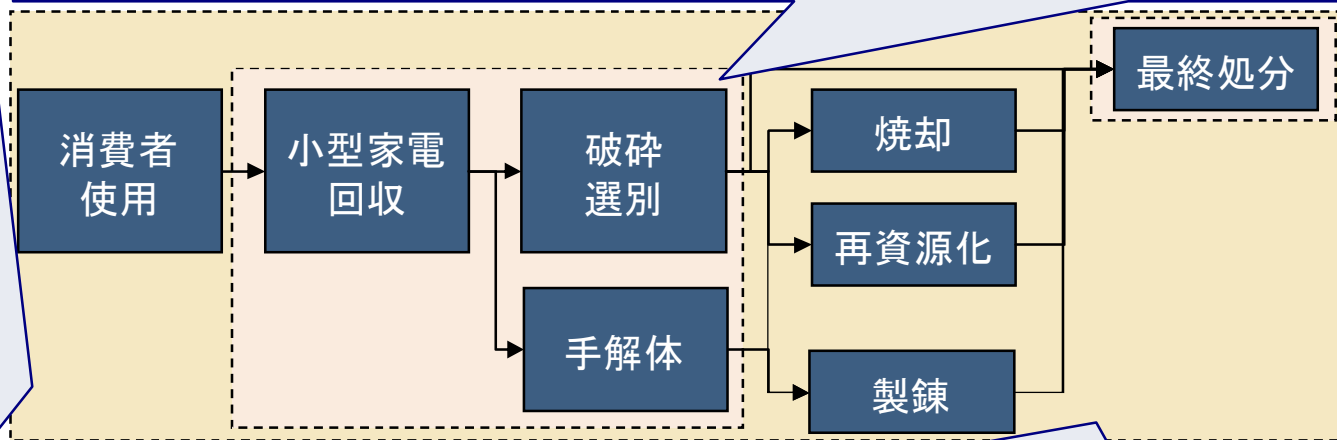 消費者
使用
小型家電
回収
破砕
選別
手解体
焼却
再資源化
製錬
最終処分